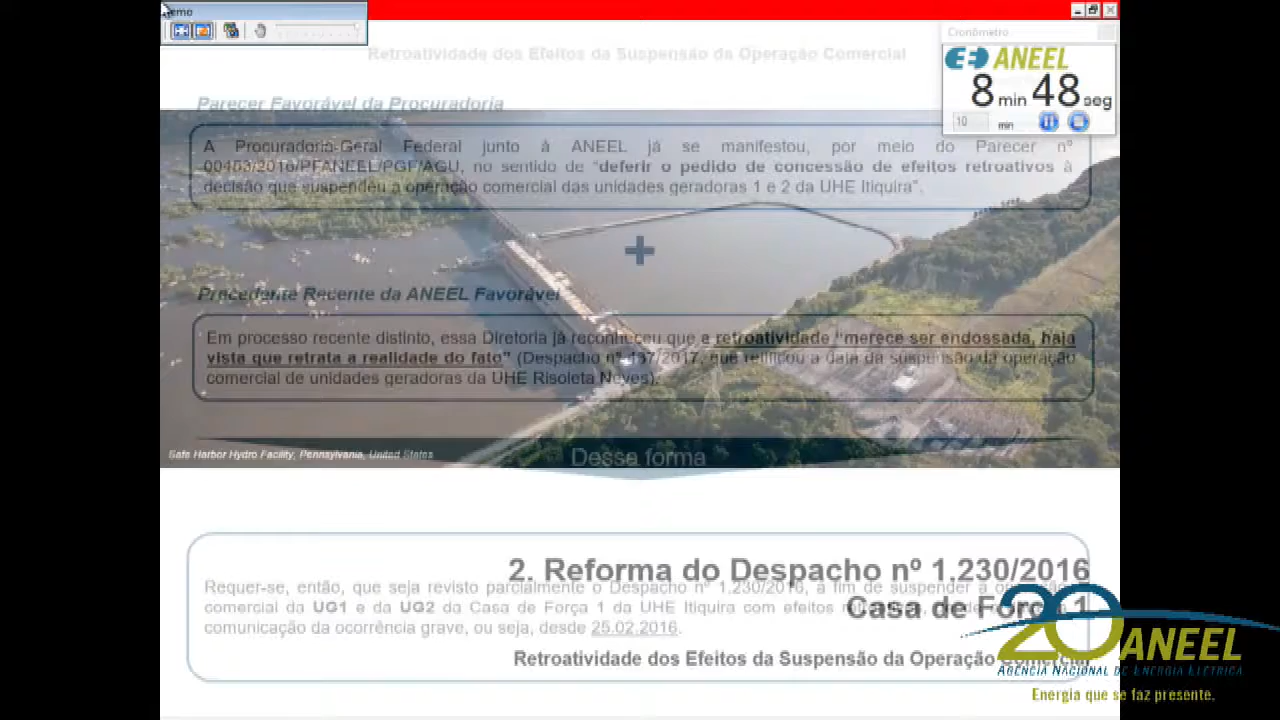 emo
Retroatividade dos Efeitos da Suspensão da Operação Comercial
Cronômetro
ANEEL
8 min 48 seg
10 min
Parecer Favorável da Procuradoria
A Procuradoria-Geral Federal junto à ANEEL já se manifestou, por meio do Parecer nº
00463/2016/PFANEEL/PGF/AGU, no sentido de “deferir o pedido de concessão de efeitos retroativos à
decisão que suspendeu a operação comercial das unidades geradoras 1 e 2 da UHE Itiquira”.
+
Precedente Recente da ANEEL Favorável
Em processo recente distinto, essa Diretoria já reconheceu que a retroatividade “merece ser endossada, haja
vista que retrata a realidade do fato” (Despacho nº 437/2017, que retificou a data da suspensão da operação
comercial de unidades geradoras da UHE Risoleta Neves).
Safe Harbor Hydro Facility, Pennsylvania, United States
Desse forma
2. Reforma do Despacho nº 1.230/2016
Casa de Força 1
Requer-se, então, que seja revisto parcialmente o Despacho nº 1.230/2016, a fim de suspender a operação
comercial da UG1 e da UG2 da Casa de Força 1 da UHE Itiquira com efeitos
comunicação da ocorrência grave, ou seja, desde 25.02.2016.
Retroatividade dos Efeitos da Suspensão da Operação Comercial
20 ANEEL
AGÊNCIA NACIONAL DE ENERGIA ELÉTRICA
Energia que se faz presente.